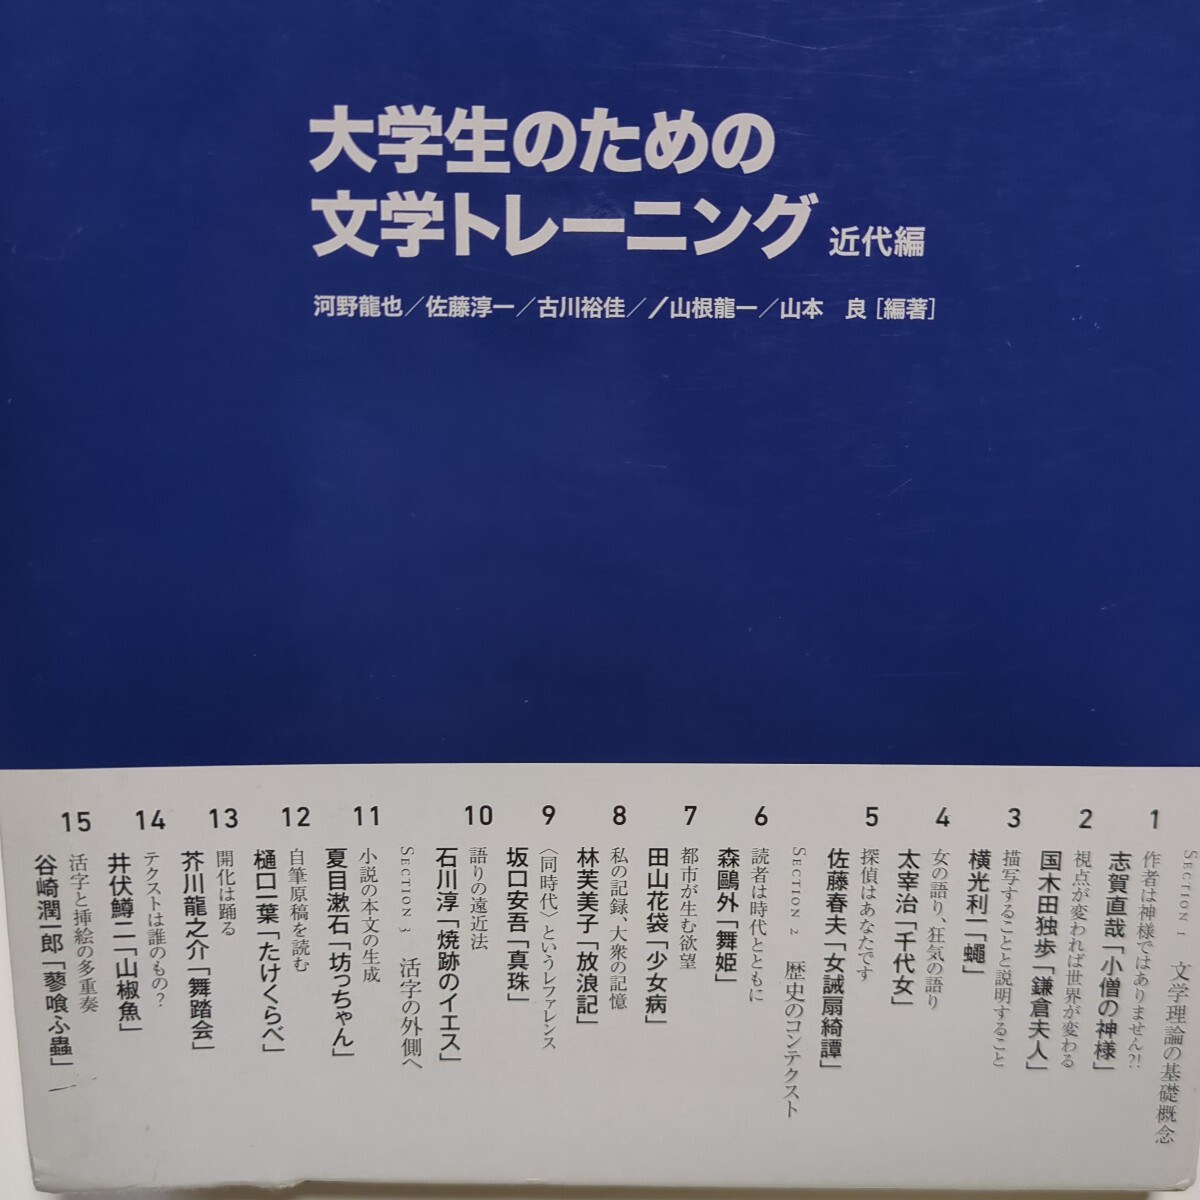 大学生のための
文学トレーニング 近代編
河野龍也／佐藤淳一／古川裕佳／／山根龍一／山本　良［編著］
SECTION 1 文学理論の基礎概念
1 作者は神様ではありません?!
志賀直哉「小僧の神様」
2 視点が変われば世界が変わる
国木田独歩「鎌倉夫人」
3 描写することと説明すること
横光利一「蠅」
4 女の語り、狂気の語り
太宰治「千代女」
5 探偵はあなたです
佐藤春夫「女誡扇綺譚」
SECTION 2 歴史のコンテクスト
6 読者は時代とともに
森鷗外「舞姫」
7 都市が生む欲望
田山花袋「少女病」
8 私の記録、大衆の記憶
林芙美子「放浪記」
9 〈同時代〉というレファレンス
坂口安吾「真珠」
10 語りの遠近法
石川淳「焼跡のイエス」
SECTION 3 活字の外側へ
11 小説の本文の生成
夏目漱石「坊っちゃん」
12 自筆原稿を読む
樋口一葉「たけくらべ」
13 開化は踊る
芥川龍之介「舞踏会」
14 テクストは誰のもの?
井伏鱒二「山椒魚」
15 活字と挿絵の多重奏
谷崎潤一郎「蓼喰ふ蟲」